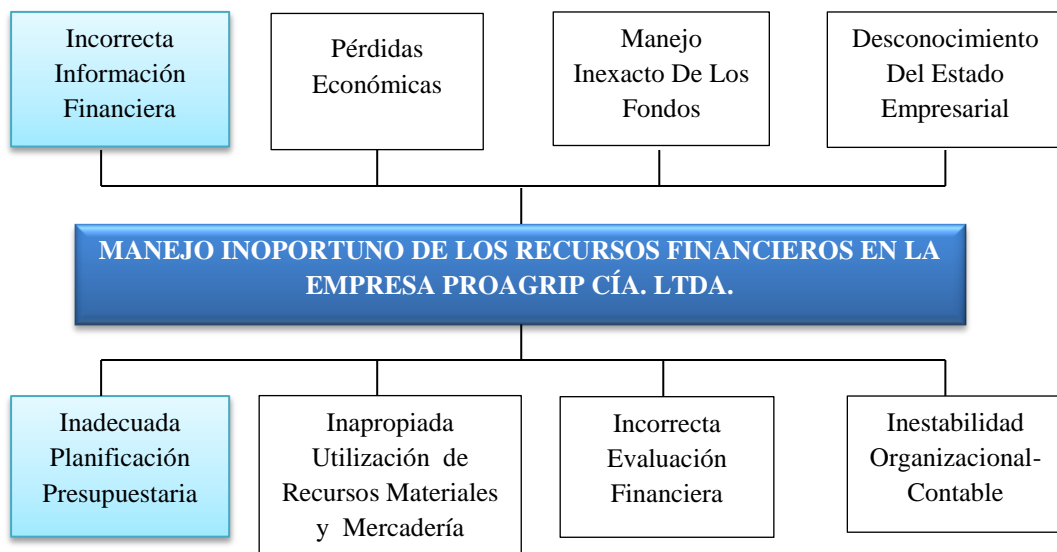 Incorrecta
Información
Financiera
Pérdidas
Económicas
Manejo
Inexacto De Los
Fondos
Desconocimiento
Del Estado
Empresarial
MANEJO INOPORTUNO DE LOS RECURSOS FINANCIEROS EN LA
EMPRESA PROAGRIP CÍA. LTDA.
Inadecuada
Planificación
Presupuestaria
Inapropiada
Utilización de
Recursos Materiales
y Mercadería
Incorrecta
Evaluación
Financiera
Inestabilidad
Organizacional-
Contable